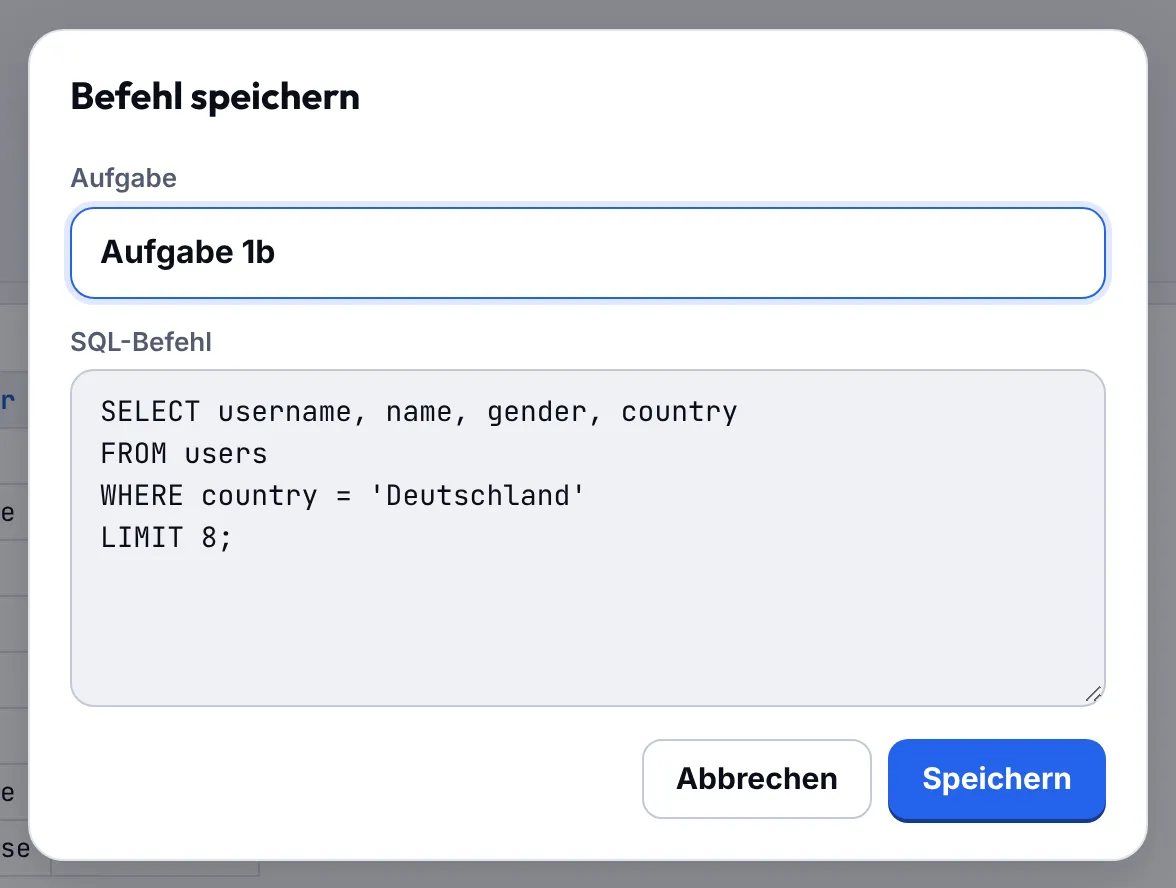 Befehl speichern
Aufgabe
Aufgabe 1b
SQL-Befehl
SELECT username, name, gender, country
FROM users
WHERE country = 'Deutschland'
LIMIT 8;
Abbrechen
Speichern